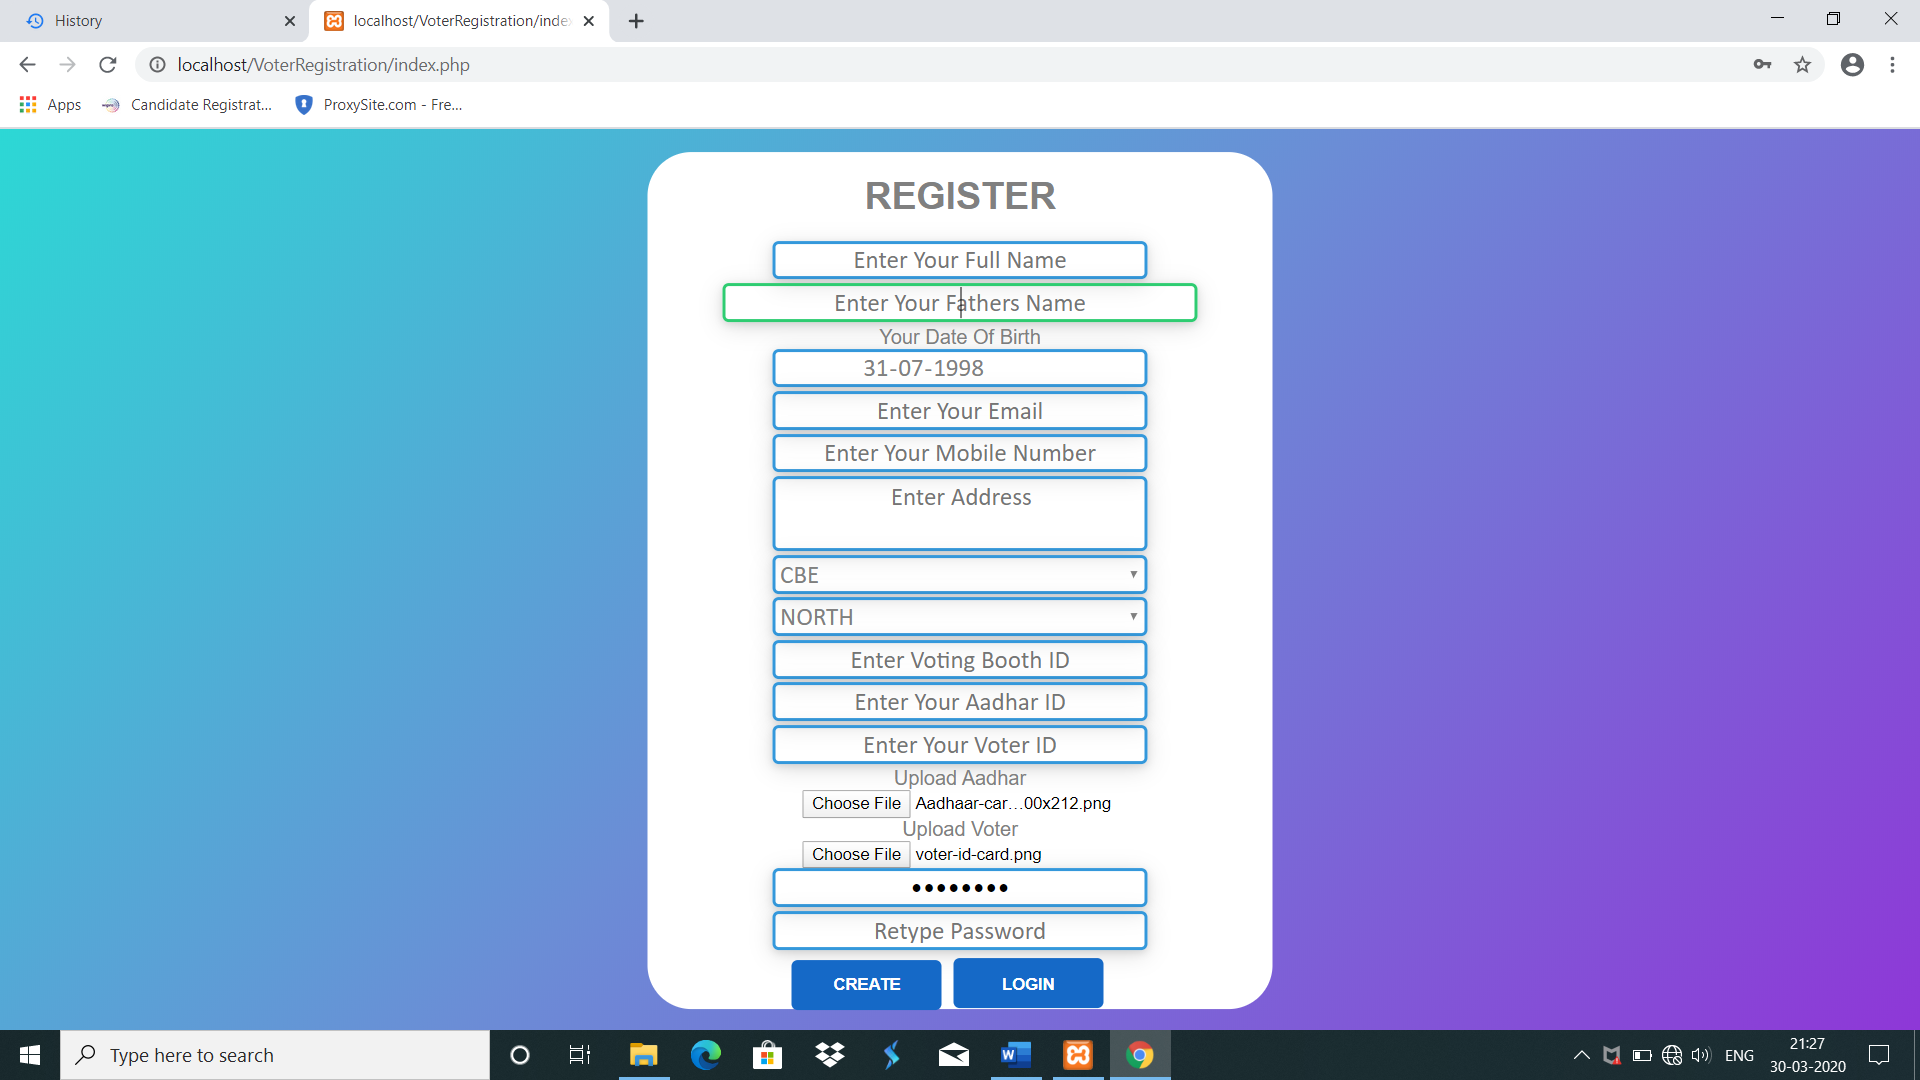 History
localhost/VoterRegistration/inde
localhost/VoterRegistration/index.php
Apps
Candidate Registrat...
ProxySite.com - Fre...
REGISTER
Enter Your Full Name
Enter Your Fathers Name
Your Date Of Birth
31-07-1998
Enter Your Email
Enter Your Mobile Number
Enter Address
CBE
NORTH
Enter Voting Booth ID
Enter Your Aadhar ID
Enter Your Voter ID
Upload Aadhar
Choose File Aadhaar-car…00x212.png
Upload Voter
Choose File voter-id-card.png
••••••••
Retype Password
CREATE LOGIN
Type here to search
ENG
21:27
30-03-2020